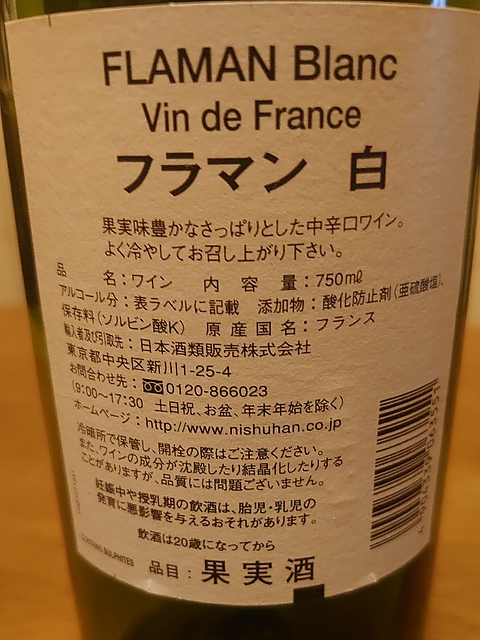 FLAMAN Blanc
Vin de France
フラマン 白
果実味豊かなさっぱりとした中辛口ワイン。
よく冷やしてお召し上がり下さい。
品 名：ワイン 内 容 量：750mℓ
アルコール分：表ラベルに記載 添加物：酸化防止剤（亜硫酸塩）、
保存料（ソルビン酸K） 原 産 国 名：フランス
輸入者及び引取先：日本酒類販売株式会社
東京都中央区新川1-25-4
お問合わせ先：0120-866023
（9:00～17:30 土日祝、お盆、年末年始を除く）
ホームページ：http://www.nishuhan.co.jp
冷暗所で保管し、開栓の際はご注意ください。
また、ワインの成分が沈殿したり結晶化したりする
ことがありますが、品質には問題ございません。
妊娠中や授乳期の飲酒は、胎児・乳児の
発育に悪影響を与えるおそれがあります。
飲酒は20歳になってから
CONTAINS SULPHITES
品目：果実酒